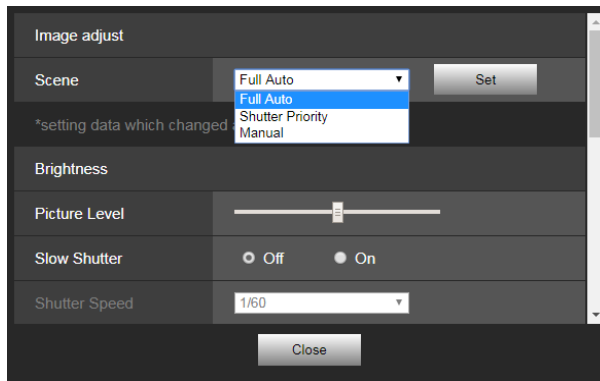 Image adjust
Scene Full Auto Set
Full Auto
Shutter Priority
*setting data which changed
Manual
Brightness
Picture Level
Slow Shutter Off On
Shutter Speed 1/60
Close